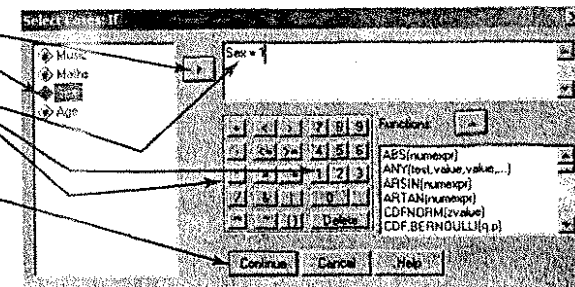 Select Cases: If
Music
Maths
Age
Sex = 1
+ < > 7 8 9
- <= >= 4 5 6
* = 1 2 3
/ & | 0 .
** ~ () Delete
Functions:
ABS(numexpr)
ANY(test,value,value,...)
ARSIN(numexpr)
ARTAN(numexpr)
CDFNORM(zvalue)
CDF.BERNOULLI(q,p)
Continue Cancel Help